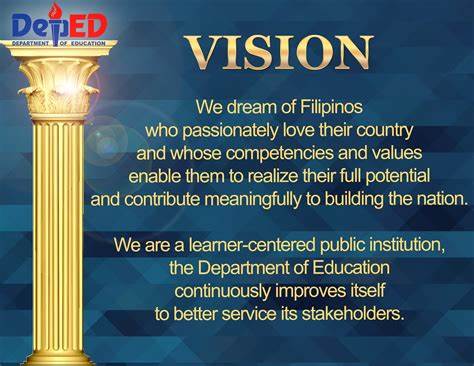 DepED
DEPARTMENT OF EDUCATION
VISION
We dream of Filipinos
who passionately love their country
and whose competencies and values
enable them to realize their full potential
and contribute meaningfully to building the nation.
We are a learner-centered public institution,
the Department of Education
continuously improves itself
to better service its stakeholders.